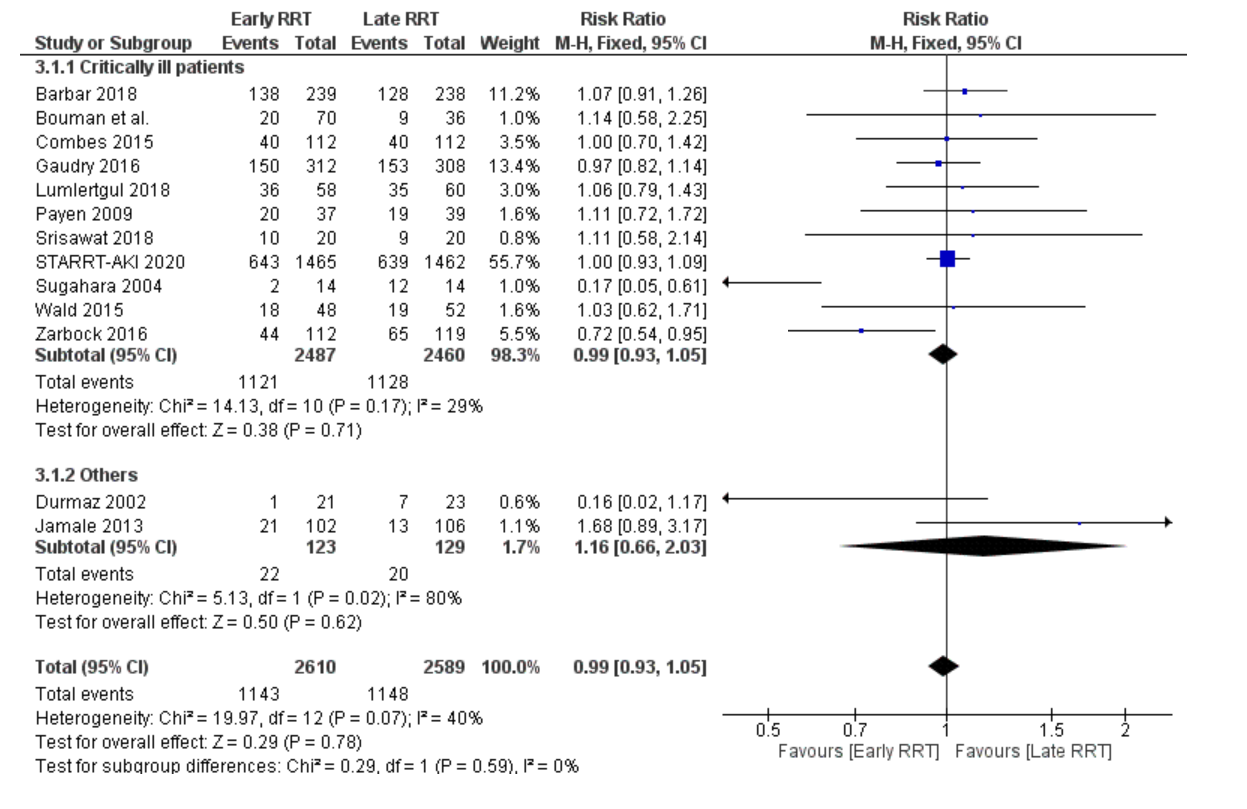 Early RRT Late RRT Risk Ratio Risk Ratio
Study or Subgroup Events Total Events Total Weight M-H, Fixed, 95% CI M-H, Fixed, 95% CI
3.1.1 Critically ill patients
Barbar 2018 138 239 128 238 11.2% 1.07 [0.91, 1.26]
Bouman et al. 20 70 9 36 1.0% 1.14 [0.58, 2.25]
Combes 2015 40 112 40 112 3.5% 1.00 [0.70, 1.42]
Gaudry 2016 150 312 153 308 13.4% 0.97 [0.82, 1.14]
Lumlertgul 2018 36 58 35 60 3.0% 1.06 [0.79, 1.43]
Payen 2009 20 37 19 39 1.6% 1.11 [0.72, 1.72]
Srisawat 2018 10 20 9 20 0.8% 1.11 [0.58, 2.14]
STARRT-AKI 2020 643 1465 639 1462 55.7% 1.00 [0.93, 1.09]
Sugahara 2004 2 14 12 14 1.0% 0.17 [0.05, 0.61]
Wald 2015 18 48 19 52 1.6% 1.03 [0.62, 1.71]
Zarbock 2016 44 112 65 119 5.5% 0.72 [0.54, 0.95]
Subtotal (95% CI) 2487 2460 98.3% 0.99 [0.93, 1.05]
Total events 1121 1128
Heterogeneity: Chi² = 14.13, df = 10 (P = 0.17); I² = 29%
Test for overall effect: Z = 0.38 (P = 0.71)
3.1.2 Others
Durmaz 2002 1 21 7 23 0.6% 0.16 [0.02, 1.17]
Jamale 2013 21 102 13 106 1.1% 1.68 [0.89, 3.17]
Subtotal (95% CI) 123 129 1.7% 1.16 [0.66, 2.03]
Total events 22 20
Heterogeneity: Chi² = 5.13, df = 1 (P = 0.02); I² = 80%
Test for overall effect: Z = 0.50 (P = 0.62)
Total (95% CI) 2610 2589 100.0% 0.99 [0.93, 1.05]
Total events 1143 1148
Heterogeneity: Chi² = 19.97, df = 12 (P = 0.07); I² = 40%
Test for overall effect: Z = 0.29 (P = 0.78)
Test for subgroup differences: Chi² = 0.29, df = 1 (P = 0.59), I² = 0%
0.5 0.7 1 1.5 2
Favours [Early RRT] Favours [Late RRT]